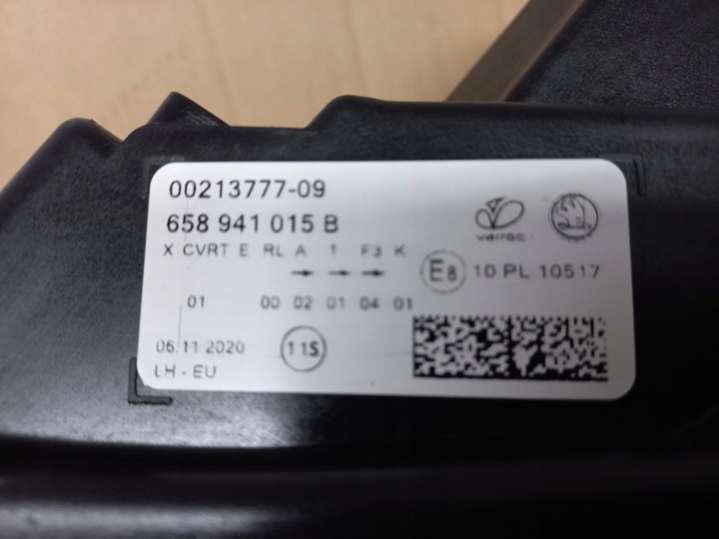 00213777-09
658 941 015 B
varroc
X CVRT E RL A 1 F3 K
→ → →
E8 10 PL 10517
01 00 02 01 04 01
06.11.2020 11S
LH - EU